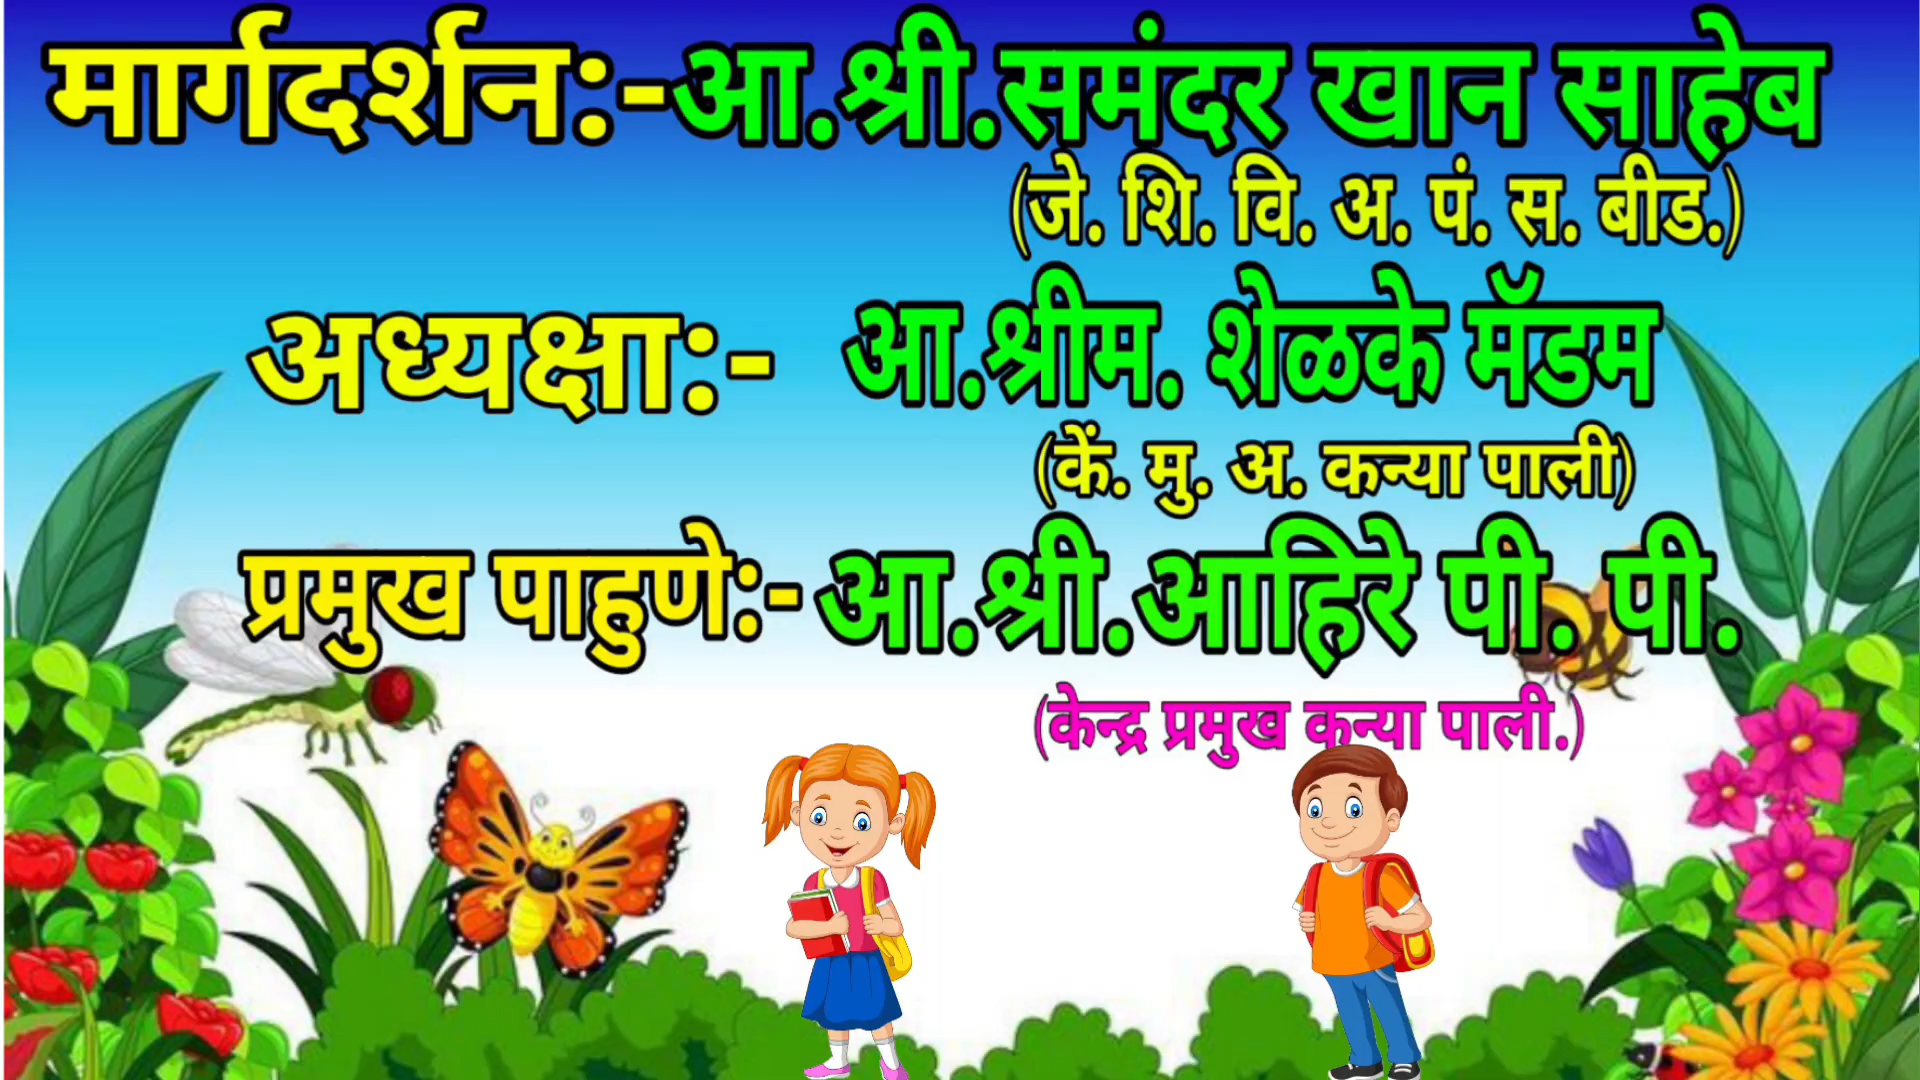 मार्गदर्शन:-आ.श्री.समंदर खान साहेब
(जे. शि. वि. अ. पं. स. बीड.)
अध्यक्षा:- आ.श्रीम. शेळके मॅडम
(कें. मु. अ. कन्या पाली)
प्रमुख पाहुणे:-आ.श्री.आहिरे पी. पी.
(केन्द्र प्रमुख कन्या पाली.)